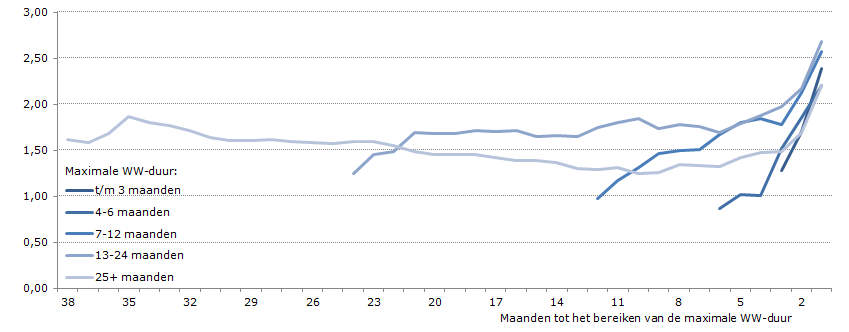 3,00
2,50
2,00
1,50
1,00
0,50
0,00
Maximale WW-duur:
t/m 3 maanden
4-6 maanden
7-12 maanden
13-24 maanden
25+ maanden
38 35 32 29 26 23 20 17 14 11 8 5 2
Maanden tot het bereiken van de maximale WW-duur